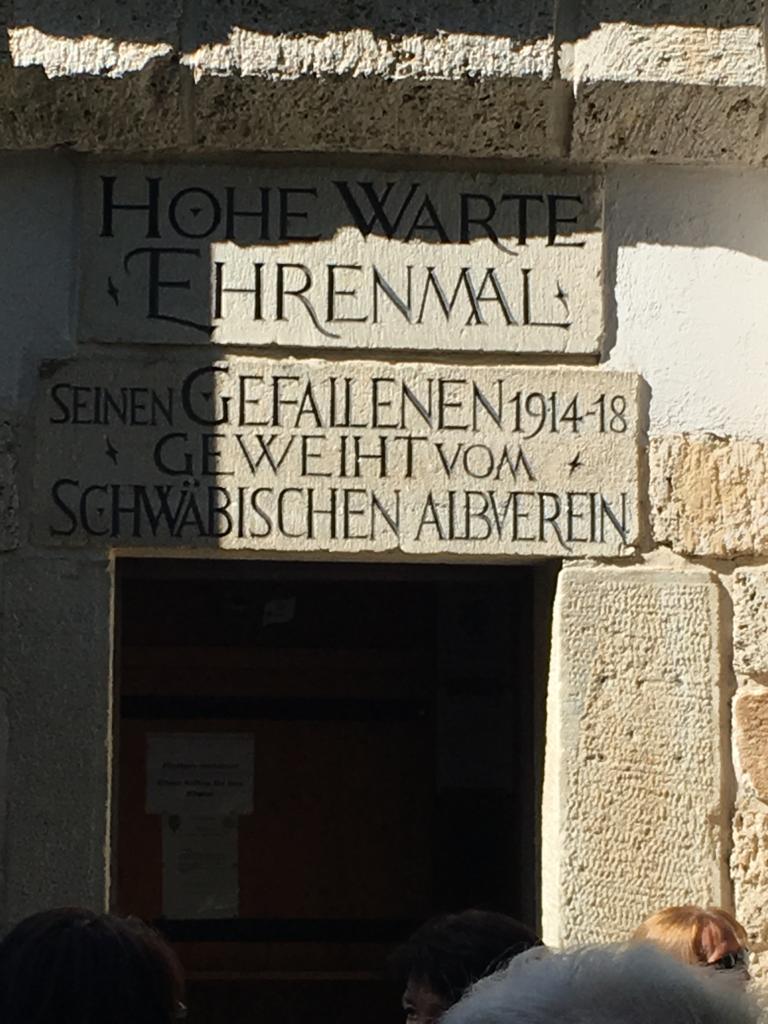 HOHE WARTE
EHRENMAL
SEINEN GEFALLENEN 1914-18
GEWEIHT VOM
SCHWÄBISCHEN ALBVEREIN